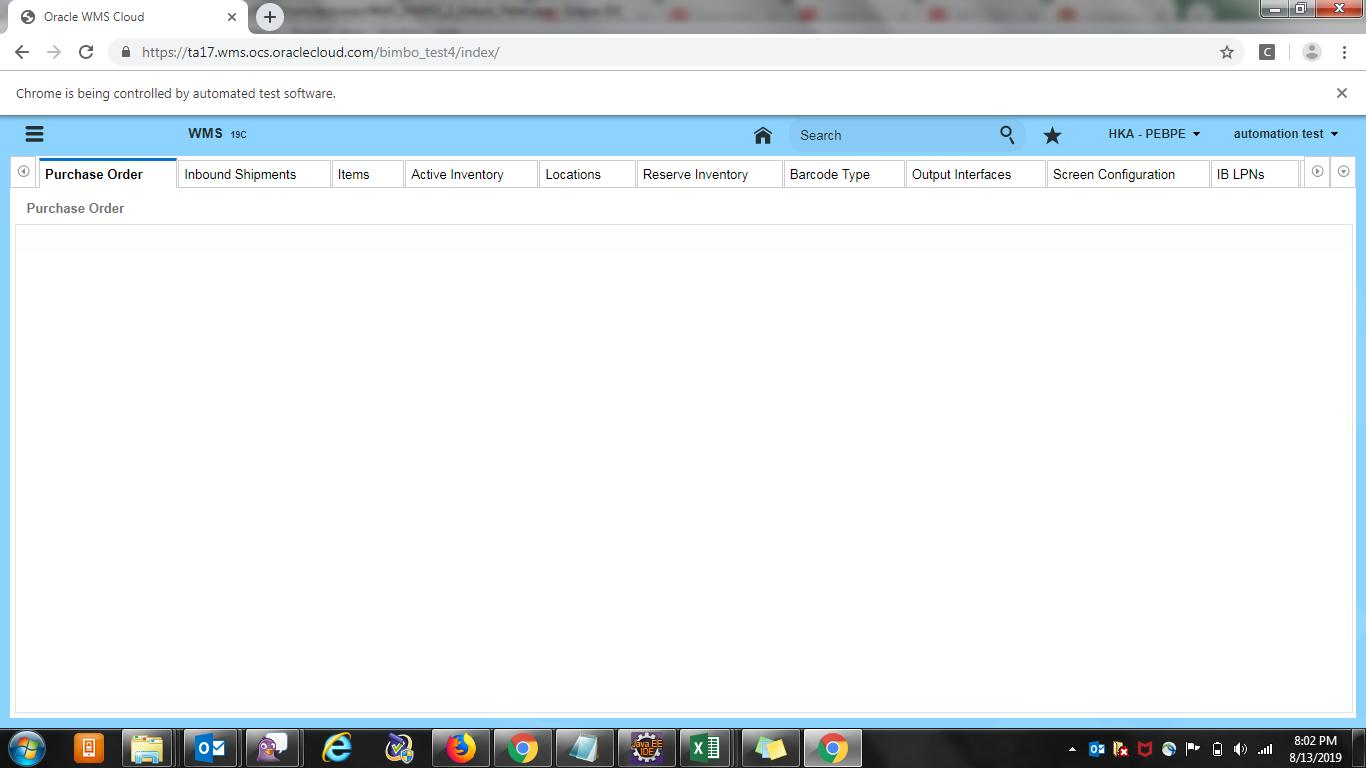 Oracle WMS Cloud
https://ta17.wms.ocs.oraclecloud.com/bimbo_test4/index/
C
Chrome is being controlled by automated test software.
WMS 19C Search HKA - PEBPE automation test
Purchase Order Inbound Shipments Items Active Inventory Locations Reserve Inventory Barcode Type Output Interfaces Screen Configuration IB LPNs
Purchase Order
Java EE
IDE
8:02 PM
8/13/2019